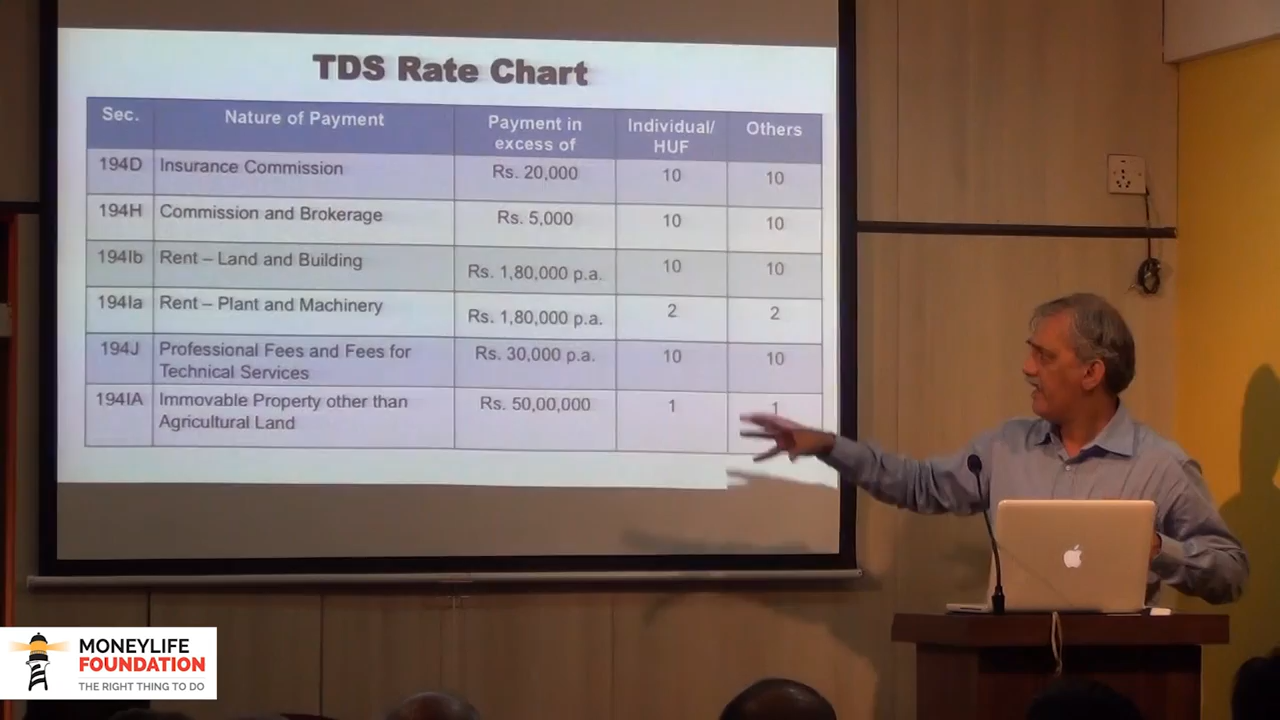 TDS Rate Chart
Sec. Nature of Payment Payment in excess of Individual/ HUF Others
194D Insurance Commission Rs. 20,000 10 10
194H Commission and Brokerage Rs. 5,000 10 10
194Ib Rent – Land and Building Rs. 1,80,000 p.a. 10 10
194Ia Rent – Plant and Machinery Rs. 1,80,000 p.a. 2 2
194J Professional Fees and Fees for Technical Services Rs. 30,000 p.a. 10 10
194IA Immovable Property other than Agricultural Land Rs. 50,00,000 1 1
MONEYLIFE
FOUNDATION
THE RIGHT THING TO DO